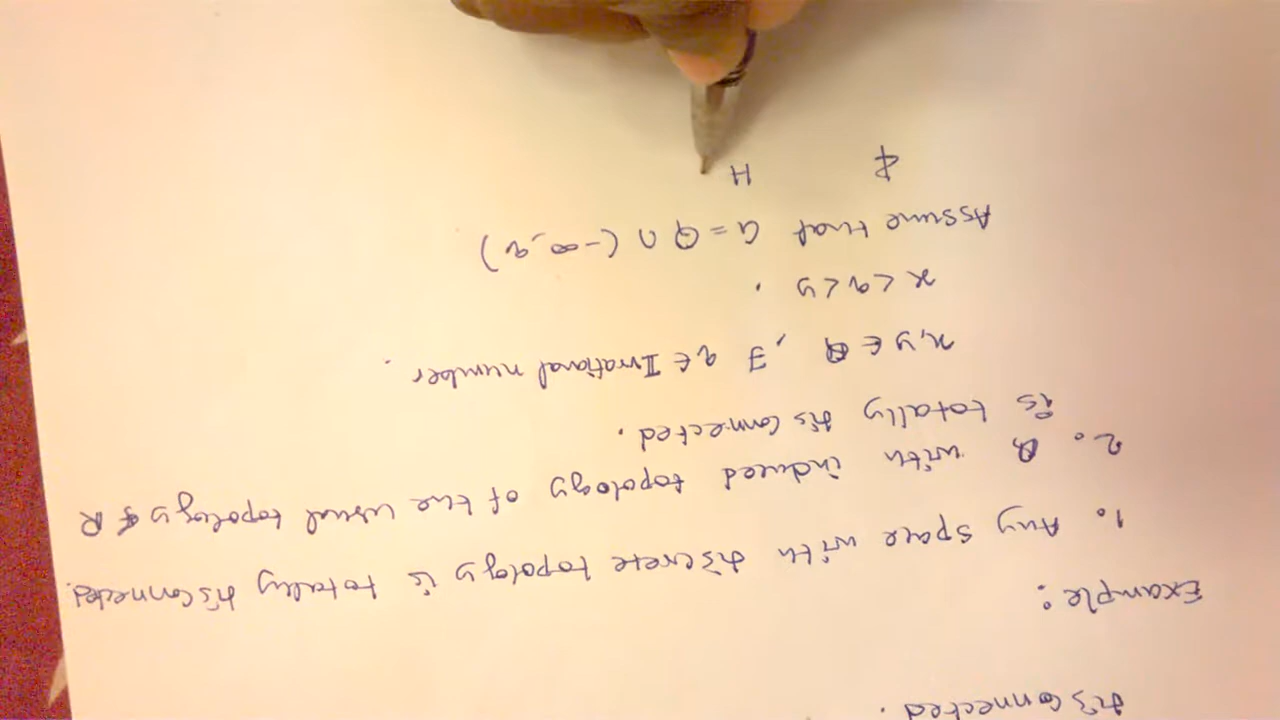 disconnected.
Example:
1. Any space with discrete topology is totally disconnected.
2. Q with induced topology of the usual topology of R
is totally disconnected.
x,y ∈ Q, ∃ q ∈ Irrational number.
x<q<y.
Assume that G = Q ∩ (-∞, q)
& H